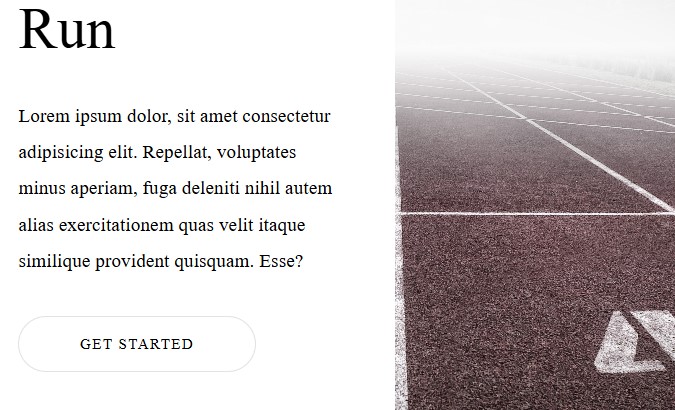 Run
Lorem ipsum dolor, sit amet consectetur
adipisicing elit. Repellat, voluptates
minus aperiam, fuga deleniti nihil autem
alias exercitationem quas velit itaque
similique provident quisquam. Esse?
GET STARTED